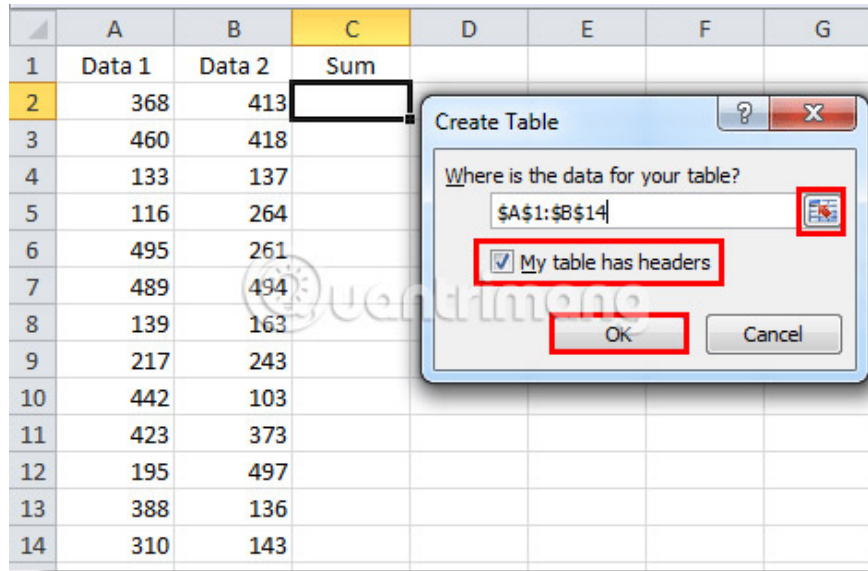 A B C D E F G
1 Data 1 Data 2 Sum
2 368 413
3 460 418
4 133 137
5 116 264
6 495 261
7 489 494
8 139 163
9 217 243
10 442 103
11 423 373
12 195 497
13 388 136
14 310 143
Create Table
?
X
Where is the data for your table?
$A$1:$B$14
My table has headers
OK
Cancel
Quantrimang